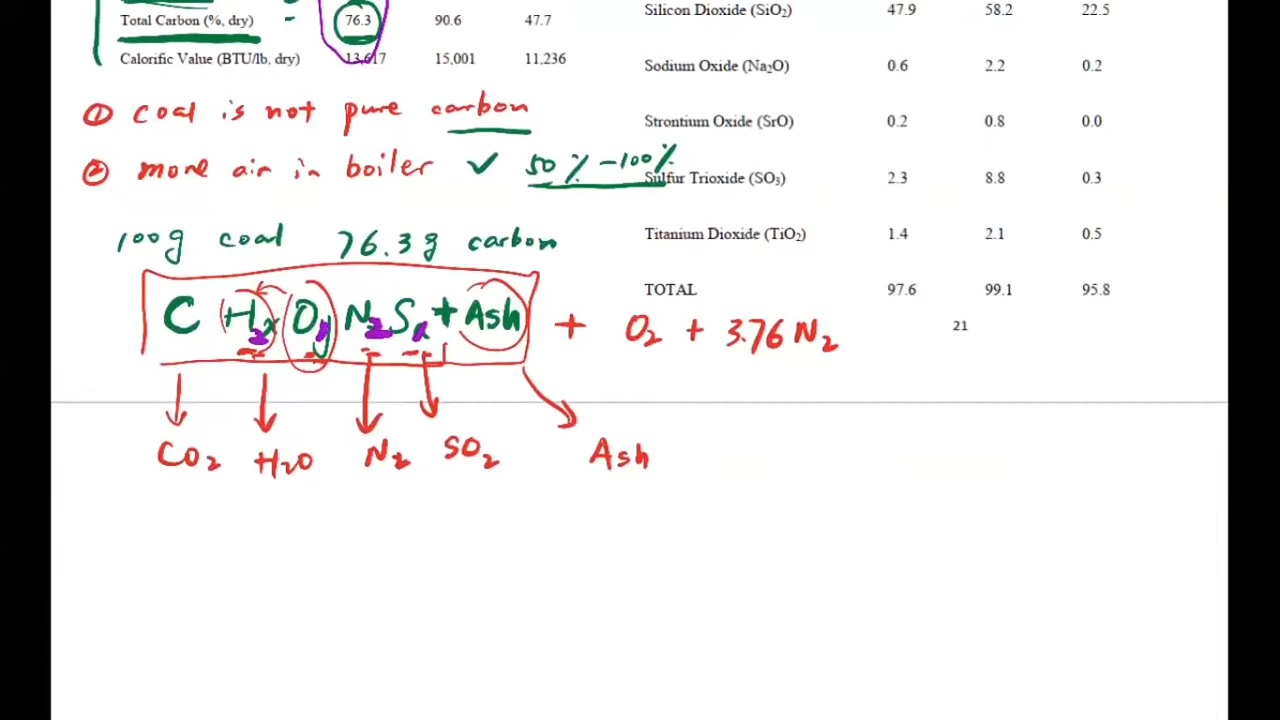 Total Carbon (%, dry) 76.3 90.6 47.7
Calorific Value (BTU/lb, dry) 13,617 15,001 11,236
① coal is not pure carbon
② more air in boiler ✓ 50% - 100%
100g coal 76.3g carbon
C Hx Oy Nz Sα + Ash + O2 + 3.76 N2
CO2 H2O N2 SO2 Ash
Silicon Dioxide (SiO₂) 47.9 58.2 22.5
Sodium Oxide (Na₂O) 0.6 2.2 0.2
Strontium Oxide (SrO) 0.2 0.8 0.0
Sulfur Trioxide (SO₃) 2.3 8.8 0.3
Titanium Dioxide (TiO₂) 1.4 2.1 0.5
TOTAL 97.6 99.1 95.8
21